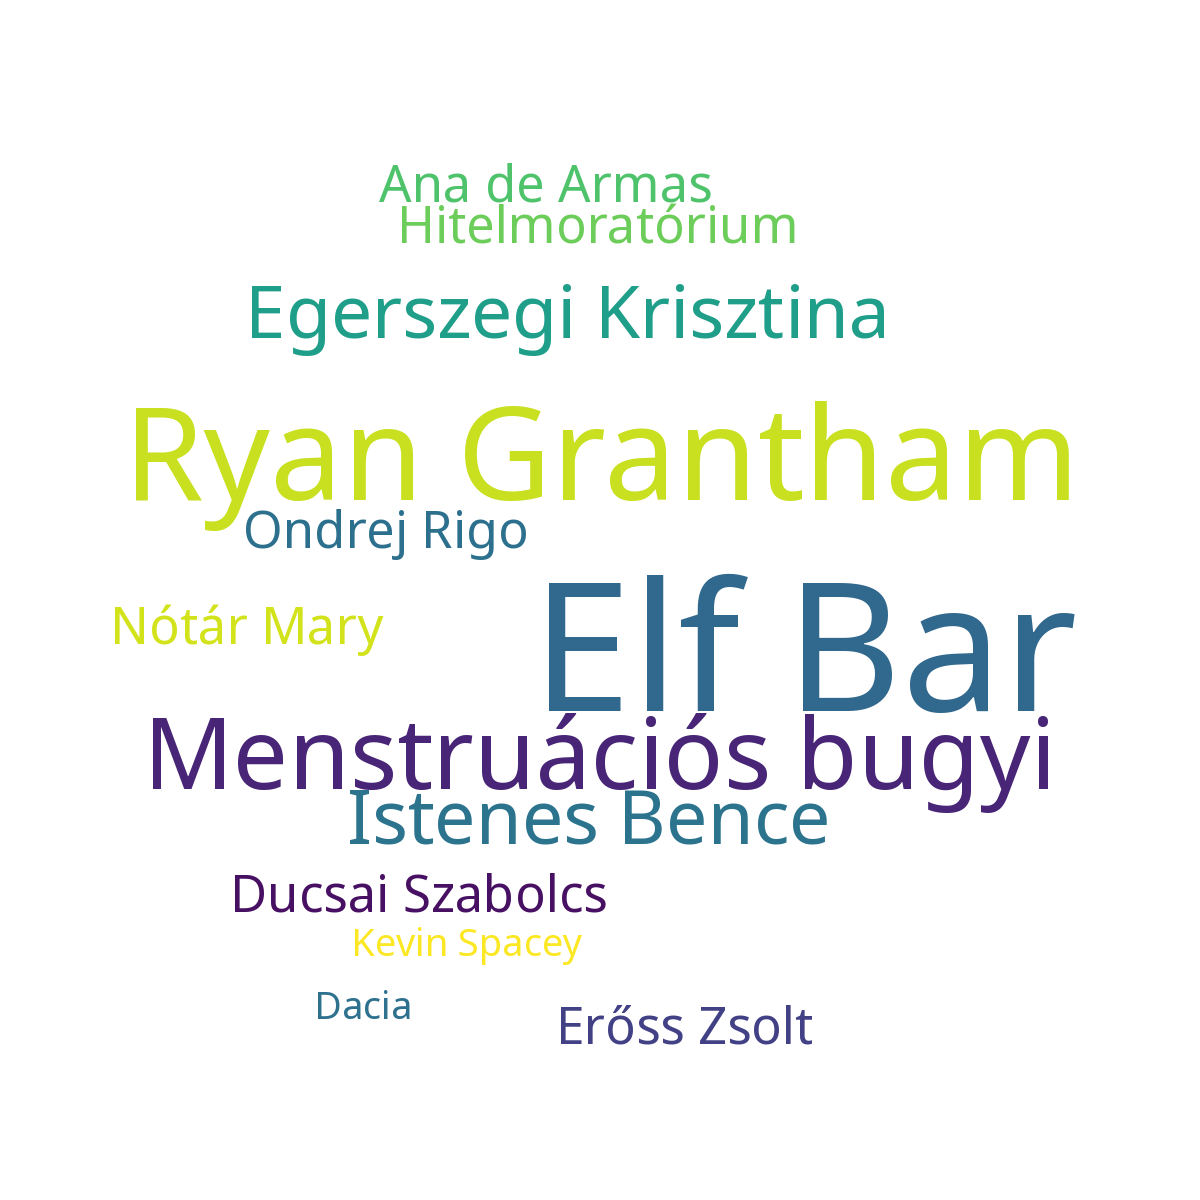 Ana de Armas
Hitelmoratórium
Egerszegi Krisztina
Ryan Grantham
Ondrej Rigo
Elf Bar
Nótár Mary
Menstruációs bugyi
Istenes Bence
Ducsai Szabolcs
Kevin Spacey
Dacia
Erőss Zsolt